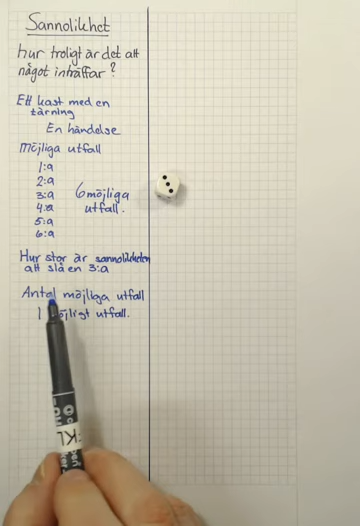 Sannolikhet
hur troligt är det att
något inträffar?
Ett kast med en
tärning
En händelse
Möjliga utfall
1:a
2:a
3:a
4:a
5:a
6:a
6 möjliga
utfall.
Hur stor är sannolikheten
att slå en 3:a
Antal möjliga utfall
1 möjligt utfall.
KL